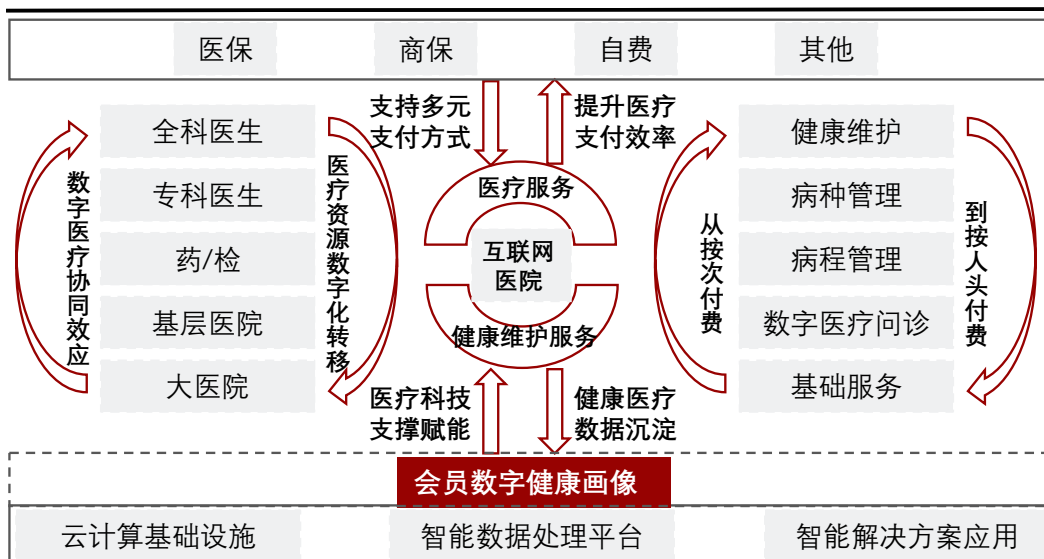 医保
商保
自费
其他
支持多元
支付方式
提升医疗
支付效率
全科医生
专科医生
药/检
基层医院
大医院
数字医疗协同效应
医疗资源数字化转移
医疗服务
互联网
医院
健康维护服务
从按次付费
健康维护
病种管理
病程管理
数字医疗问诊
基础服务
到按人头付费
医疗科技
支撑赋能
健康医疗
数据沉淀
会员数字健康画像
云计算基础设施
智能数据处理平台
智能解决方案应用